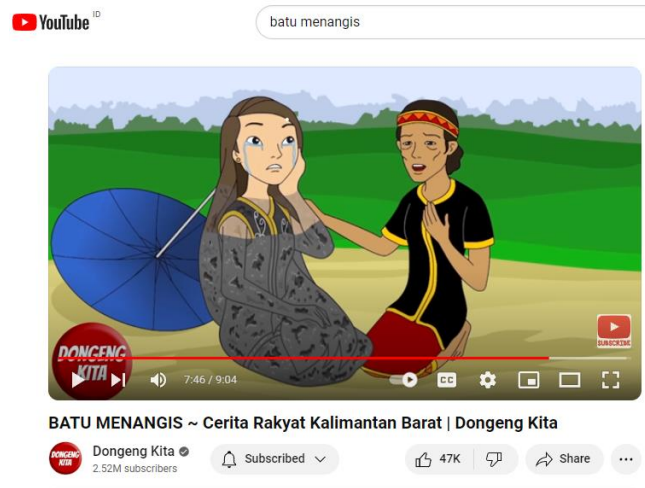 YouTube ID
batu menangis
SUBSCRIBE
DONGENG
KITA
7:46 / 9:04
CC
BATU MENANGIS ~ Cerita Rakyat Kalimantan Barat | Dongeng Kita
DONGENG
KITA
Dongeng Kita
2.52M subscribers
Subscribed
47K
Share